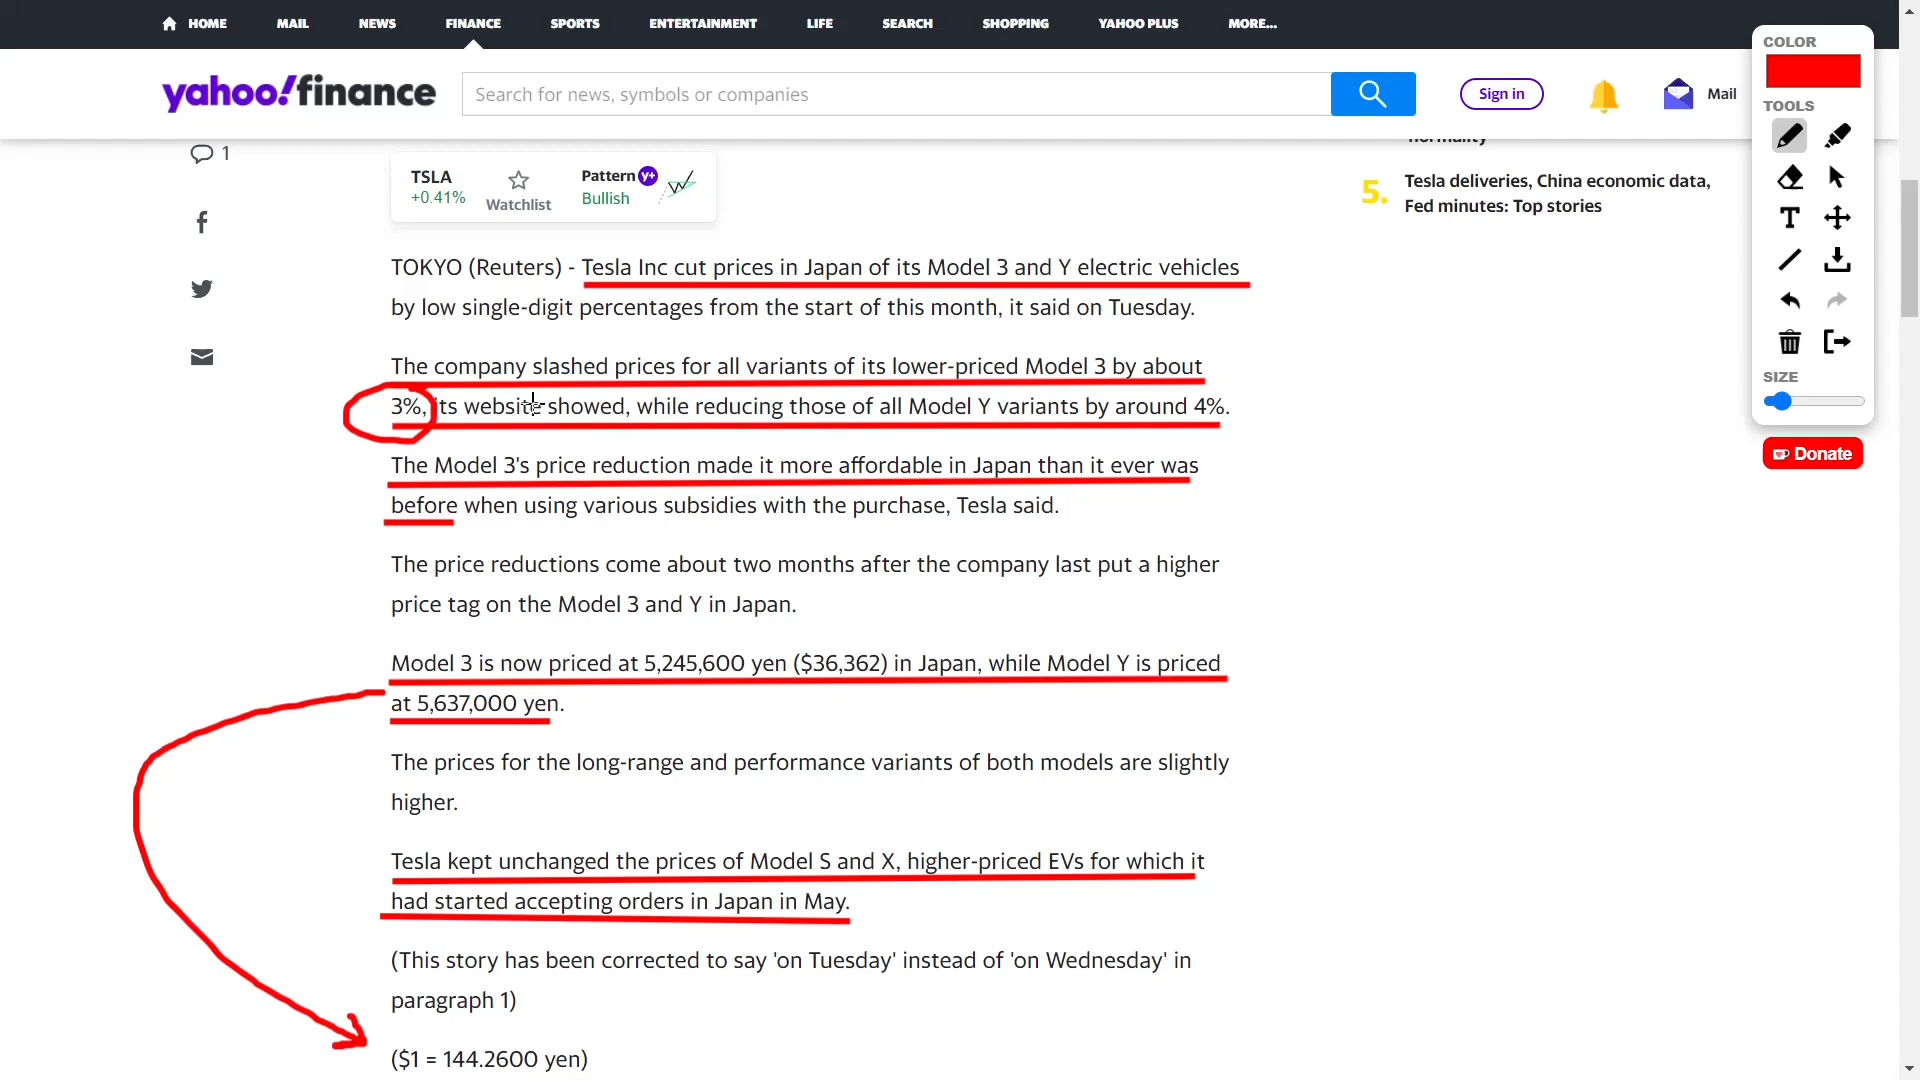 HOME MAIL NEWS FINANCE SPORTS ENTERTAINMENT LIFE SEARCH SHOPPING YAHOO PLUS MORE...
yahoo!finance
Search for news, symbols or companies
Sign in
Mail
COLOR
TOOLS
SIZE
Donate
1
TSLA
+0.41%
Watchlist
Pattern y+
Bullish
normality
5. Tesla deliveries, China economic data,
Fed minutes: Top stories
TOKYO (Reuters) - Tesla Inc cut prices in Japan of its Model 3 and Y electric vehicles
by low single-digit percentages from the start of this month, it said on Tuesday.
The company slashed prices for all variants of its lower-priced Model 3 by about
3%, its website showed, while reducing those of all Model Y variants by around 4%.
The Model 3's price reduction made it more affordable in Japan than it ever was
before when using various subsidies with the purchase, Tesla said.
The price reductions come about two months after the company last put a higher
price tag on the Model 3 and Y in Japan.
Model 3 is now priced at 5,245,600 yen ($36,362) in Japan, while Model Y is priced
at 5,637,000 yen.
The prices for the long-range and performance variants of both models are slightly
higher.
Tesla kept unchanged the prices of Model S and X, higher-priced EVs for which it
had started accepting orders in Japan in May.
(This story has been corrected to say 'on Tuesday' instead of 'on Wednesday' in
paragraph 1)
($1 = 144.2600 yen)